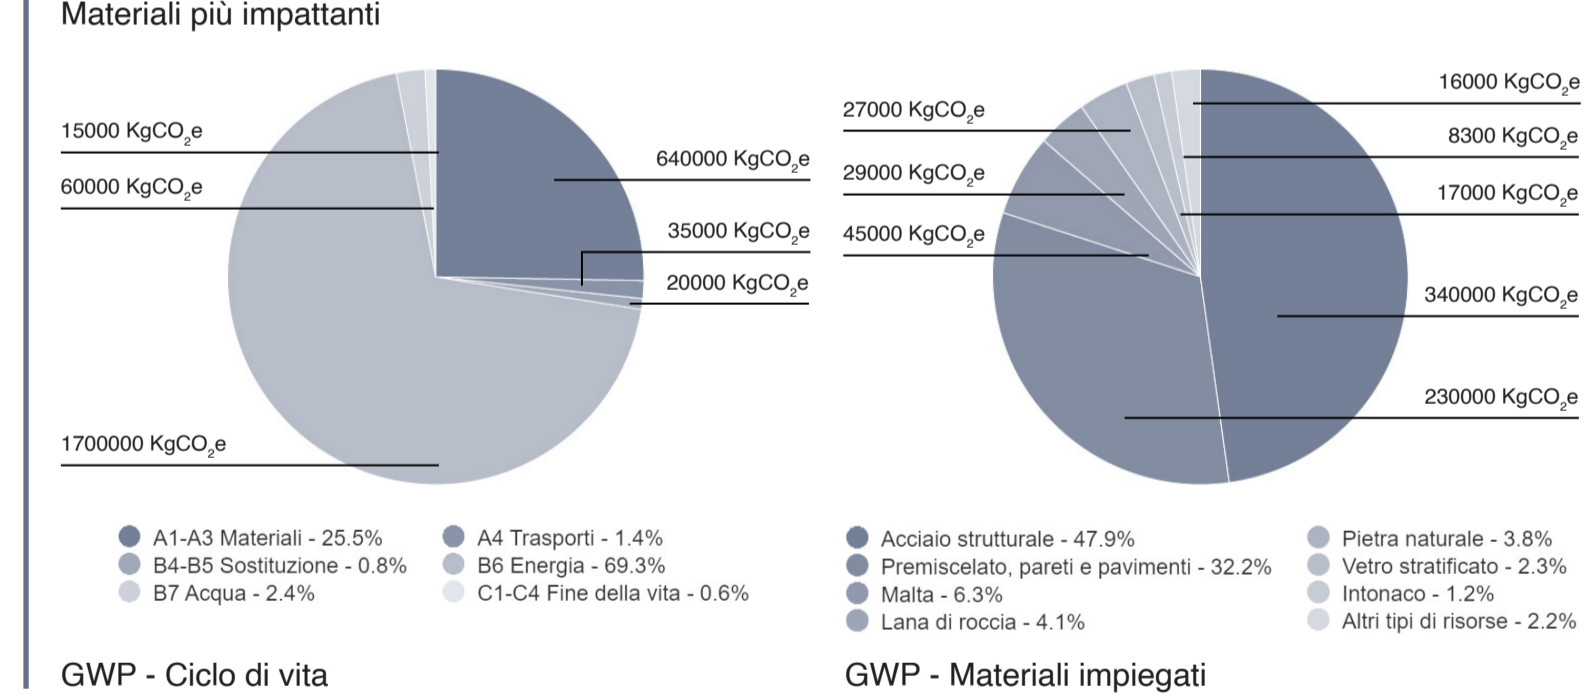 Materiali più impattanti
15000 KgCO₂e
60000 KgCO₂e
1700000 KgCO₂e
640000 KgCO₂e
35000 KgCO₂e
20000 KgCO₂e
A1-A3 Materiali - 25.5%
B4-B5 Sostituzione - 0.8%
B7 Acqua - 2.4%
A4 Trasporti - 1.4%
B6 Energia - 69.3%
C1-C4 Fine della vita - 0.6%
GWP - Ciclo di vita
27000 KgCO₂e
29000 KgCO₂e
45000 KgCO₂e
16000 KgCO₂e
8300 KgCO₂e
17000 KgCO₂e
340000 KgCO₂e
230000 KgCO₂e
Acciaio strutturale - 47.9%
Premiscelato, pareti e pavimenti - 32.2%
Malta - 6.3%
Lana di roccia - 4.1%
Pietra naturale - 3.8%
Vetro stratificato - 2.3%
Intonaco - 1.2%
Altri tipi di risorse - 2.2%
GWP - Materiali impiegati